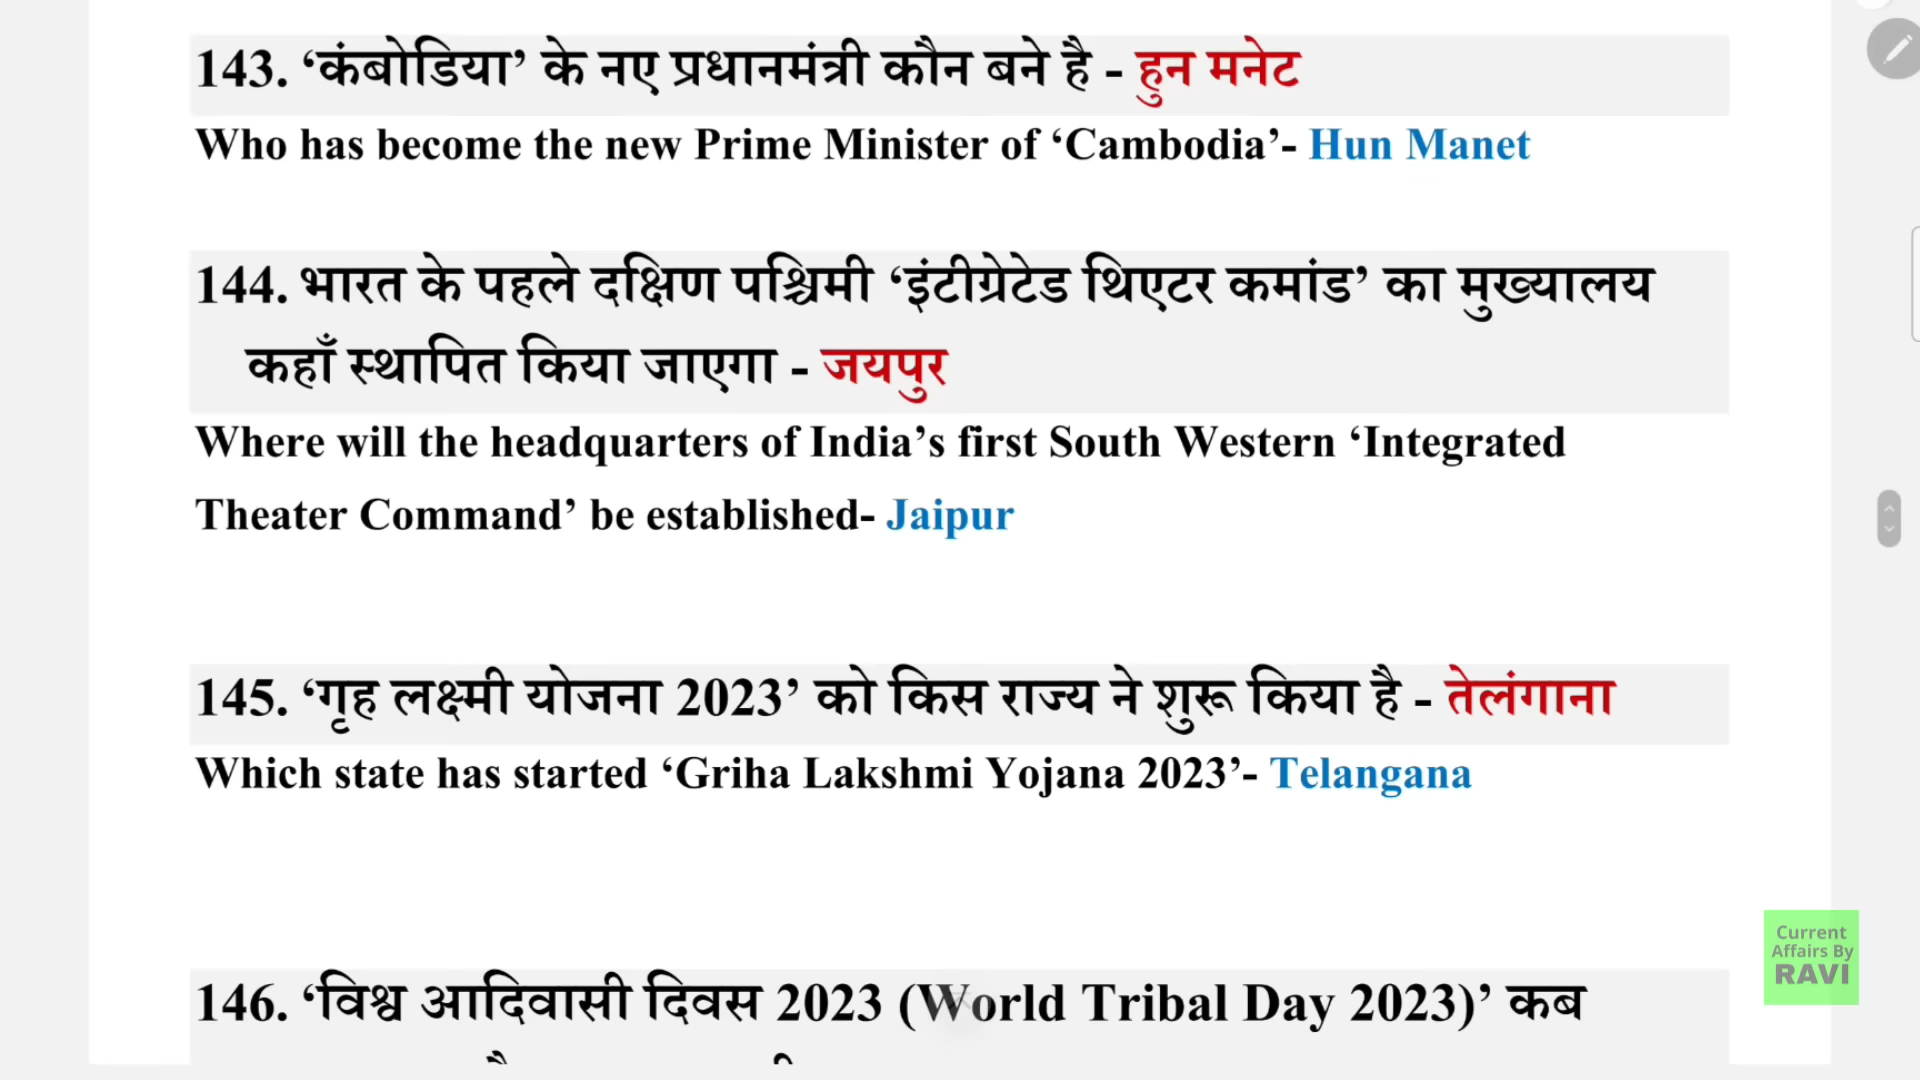 143. ‘कंबोडिया’ के नए प्रधानमंत्री कौन बने है - हुन मनेट
Who has become the new Prime Minister of ‘Cambodia’- Hun Manet
144. भारत के पहले दक्षिण पश्चिमी ‘इंटीग्रेटेड थिएटर कमांड’ का मुख्यालय
कहाँ स्थापित किया जाएगा - जयपुर
Where will the headquarters of India’s first South Western ‘Integrated
Theater Command’ be established- Jaipur
145. ‘गृह लक्ष्मी योजना 2023’ को किस राज्य ने शुरू किया है - तेलंगाना
Which state has started ‘Griha Lakshmi Yojana 2023’- Telangana
146. ‘विश्व आदिवासी दिवस 2023 (World Tribal Day 2023)’ कब
Current
Affairs By
RAVI